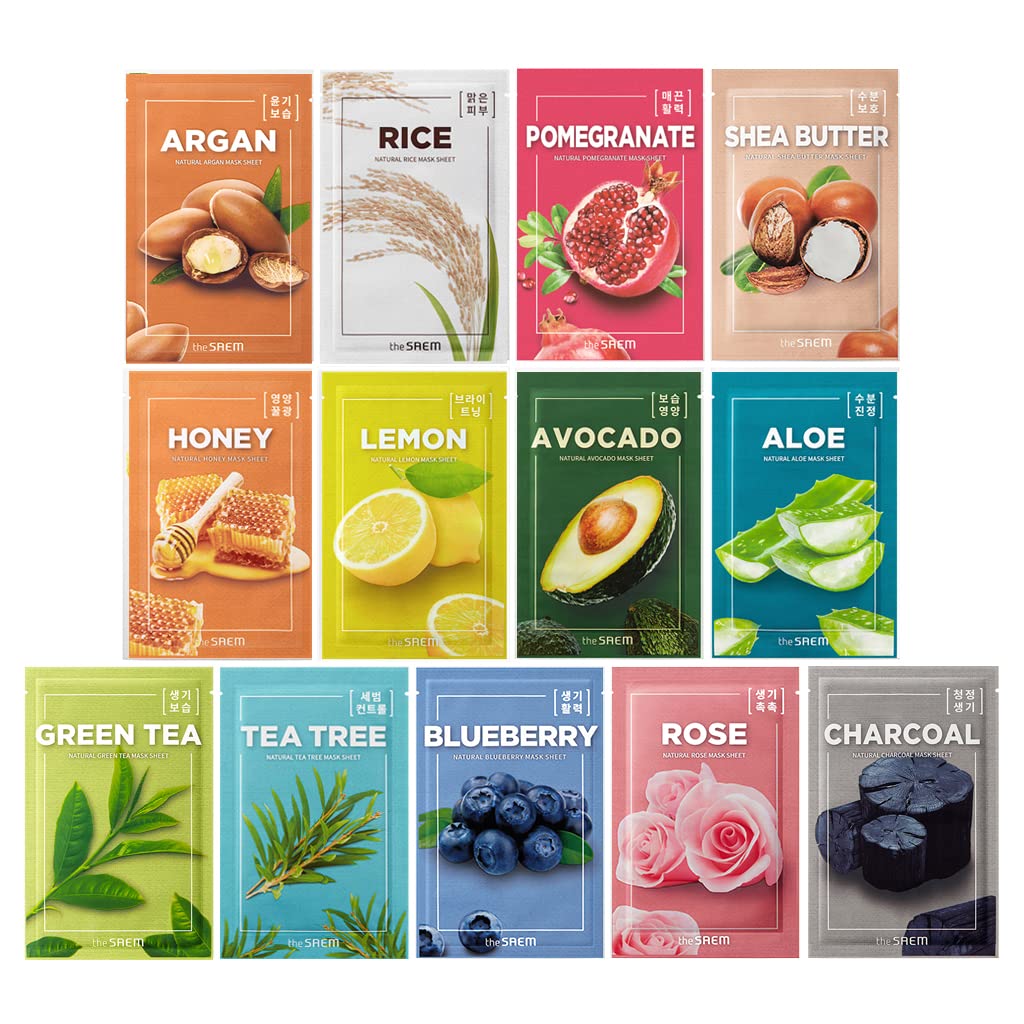 윤기
보습
ARGAN
NATURAL ARGAN MASK SHEET
the SAEM
맑은
피부
RICE
NATURAL RICE MASK SHEET
the SAEM
매끈
활력
POMEGRANATE
NATURAL POMEGRANATE MASK SHEET
the SAEM
수분
보호
SHEA BUTTER
NATURAL SHEA BUTTER MASK SHEET
the SAEM
영양
꿀광
HONEY
NATURAL HONEY MASK SHEET
the SAEM
브라이
트닝
LEMON
NATURAL LEMON MASK SHEET
the SAEM
보습
영양
AVOCADO
NATURAL AVOCADO MASK SHEET
the SAEM
수분
진정
ALOE
NATURAL ALOE MASK SHEET
the SAEM
생기
보습
GREEN TEA
NATURAL GREEN TEA MASK SHEET
the SAEM
세범
컨트롤
TEA TREE
NATURAL TEA TREE MASK SHEET
the SAEM
생기
활력
BLUEBERRY
NATURAL BLUEBERRY MASK SHEET
the SAEM
생기
촉촉
ROSE
NATURAL ROSE MASK SHEET
the SAEM
청정
생기
CHARCOAL
NATURAL CHARCOAL MASK SHEET
the SAEM